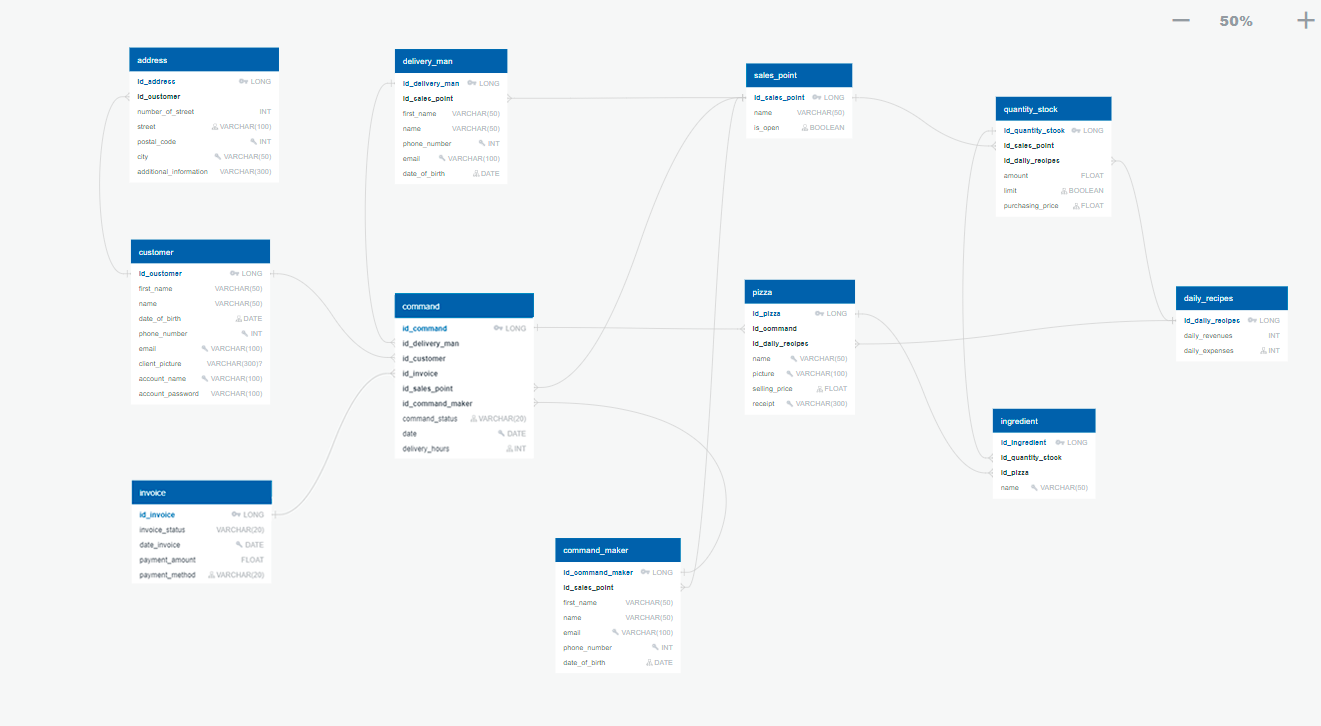 50%
address
id_address LONG
id_customer
number_of_street INT
street VARCHAR(100)
postal_code INT
city VARCHAR(50)
additional_information VARCHAR(300)
delivery_man
id_delivery_man LONG
id_sales_point
first_name VARCHAR(50)
name VARCHAR(50)
phone_number INT
email VARCHAR(100)
date_of_birth DATE
sales_point
id_sales_point LONG
name VARCHAR(50)
is_open BOOLEAN
quantity_stock
id_quantity_stock LONG
id_sales_point
id_daily_recipes
amount FLOAT
limit BOOLEAN
purchasing_price FLOAT
customer
id_customer LONG
first_name VARCHAR(50)
name VARCHAR(50)
date_of_birth DATE
phone_number INT
email VARCHAR(100)
client_picture VARCHAR(300)?
account_name VARCHAR(100)
account_password VARCHAR(100)
command
id_command LONG
id_delivery_man
id_customer
id_invoice
id_sales_point
id_command_maker
command_status VARCHAR(20)
date DATE
delivery_hours INT
pizza
id_pizza LONG
id_command
id_daily_recipes
name VARCHAR(50)
picture VARCHAR(100)
selling_price FLOAT
receipt VARCHAR(300)
daily_recipes
id_daily_recipes LONG
daily_revenues INT
daily_expenses INT
ingredient
id_ingredient LONG
id_quantity_stock
id_pizza
name VARCHAR(50)
invoice
id_invoice LONG
invoice_status VARCHAR(20)
date_invoice DATE
payment_amount FLOAT
payment_method VARCHAR(20)
command_maker
id_command_maker LONG
id_sales_point
first_name VARCHAR(50)
name VARCHAR(50)
email VARCHAR(100)
phone_number INT
date_of_birth DATE